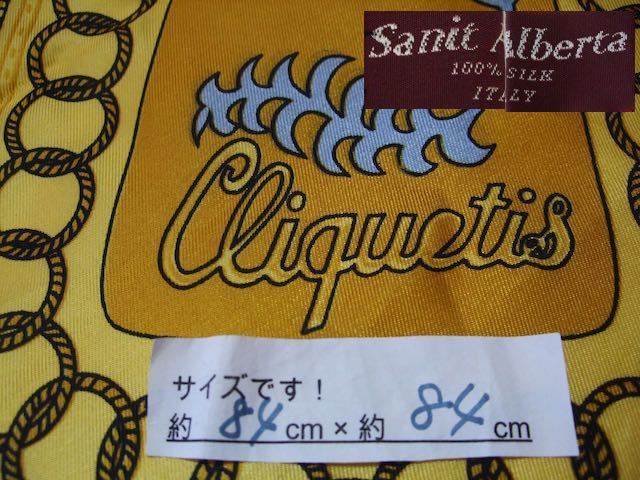 Sanit Alberta
100% SILK
ITALY
Cliquetis
サイズです！
約 84 cm × 約 84 cm